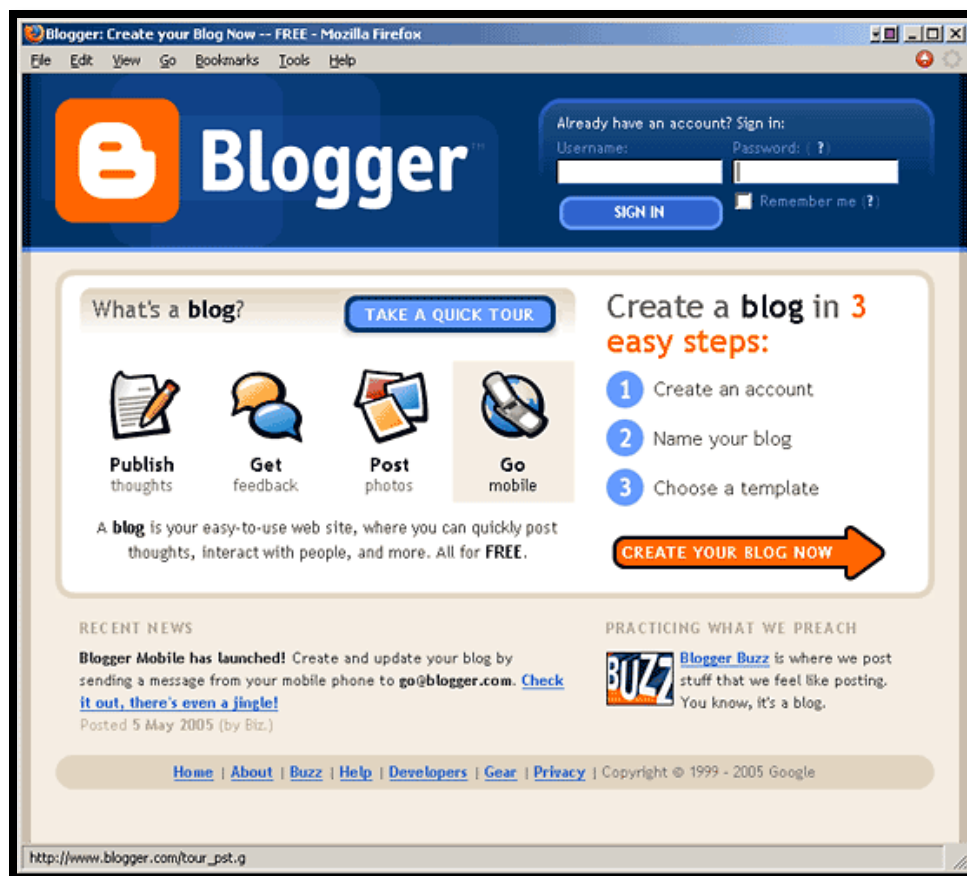 Blogger: Create your Blog Now -- FREE - Mozilla Firefox
File Edit View Go Bookmarks Tools Help
Blogger™
Already have an account? Sign in:
Username: Password: (?)
SIGN IN
Remember me (?)
What's a blog?
TAKE A QUICK TOUR
Publish
thoughts
Get
feedback
Post
photos
Go
mobile
A blog is your easy-to-use web site, where you can quickly post
thoughts, interact with people, and more. All for FREE.
Create a blog in 3
easy steps:
1 Create an account
2 Name your blog
3 Choose a template
CREATE YOUR BLOG NOW
RECENT NEWS
Blogger Mobile has launched! Create and update your blog by
sending a message from your mobile phone to go@blogger.com. Check
it out, there's even a jingle!
Posted 5 May 2005 (by Biz.)
PRACTICING WHAT WE PREACH
BUZZ
Blogger Buzz is where we post
stuff that we feel like posting.
You know, it's a blog.
Home | About | Buzz | Help | Developers | Gear | Privacy | Copyright © 1999 - 2005 Google
http://www.blogger.com/tour_pst.g